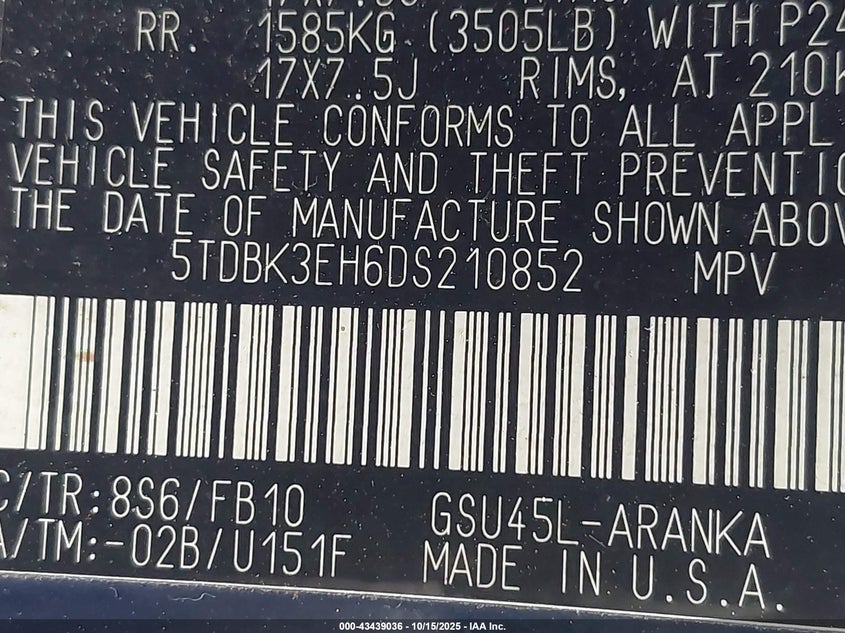 RR. 1585KG (3505LB) WITH P24
17X7.5J RIMS, AT 210K
THIS VEHICLE CONFORMS TO ALL APPL
VEHICLE SAFETY AND THEFT PREVENTIO
THE DATE OF MANUFACTURE SHOWN ABOV
5TDBK3EH6DS210852 MPV
C/TR:8S6/FB10 GSU45L-ARANKA
A/TM:-02B/U151F MADE IN U.S.A.
000-43439036 - 10/15/2025 - IAA Inc.